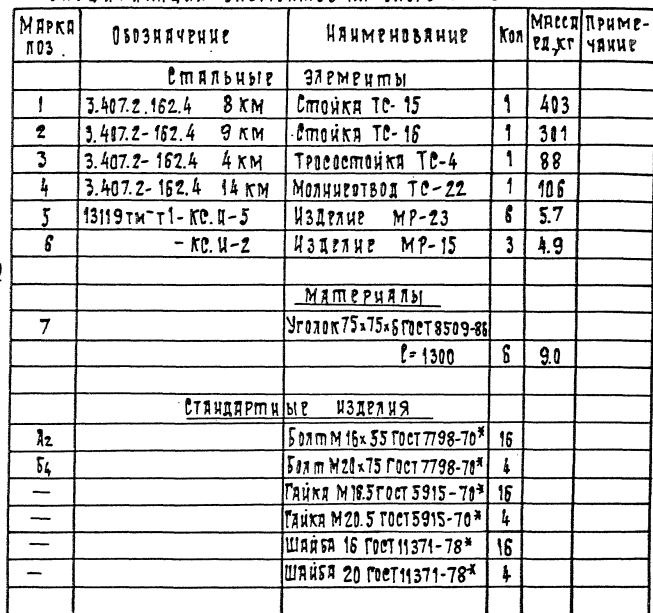 Марка поз. Обозначение Наименование Кол Масса ед,кг Приме-чание
Стальные элементы
1 3.407.2.162.4 8 КМ Стойка ТС-15 1 403
2 3.407.2-162.4 9 КМ Стойка ТС-16 1 301
3 3.407.2-162.4 4 КМ Тросостойка ТС-4 1 88
4 3.407.2-162.4 14 КМ Молниеотвод ТС-22 1 106
5 13119тм-т1-КС.И-5 Изделие МР-23 6 5.7
6 -КС.И-2 Изделие МР-15 3 4.9
Материалы
7 Уголок 75х75х6 ГОСТ 8509-86
l=1300 6 9.0
Стандартные изделия
А2 Болт М16х55 ГОСТ 7798-70* 16
Б4 Болт М20х75 ГОСТ 7798-70* 4
— Гайка М16.5 ГОСТ 5915-70* 16
— Гайка М20.5 ГОСТ 5915-70* 4
— Шайба 16 ГОСТ 11371-78* 16
— Шайба 20 ГОСТ 11371-78* 4